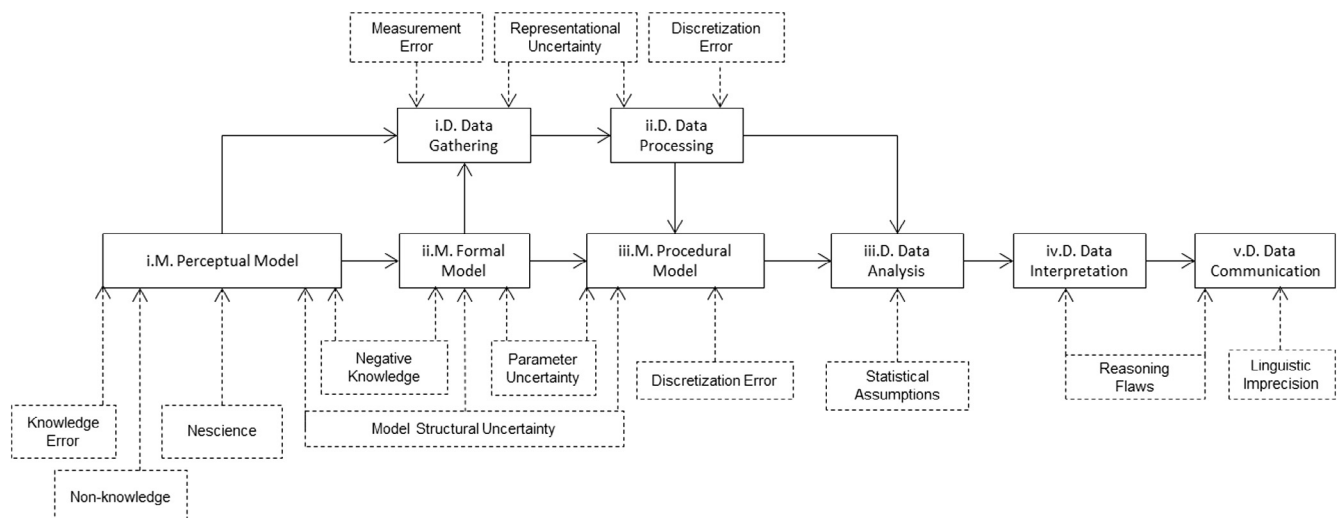 Measurement
Error
Representational
Uncertainty
Discretization
Error
i.D. Data
Gathering
ii.D. Data
Processing
i.M. Perceptual Model
ii.M. Formal
Model
iii.M. Procedural
Model
iii.D. Data
Analysis
iv.D. Data
Interpretation
v.D. Data
Communication
Negative
Knowledge
Parameter
Uncertainty
Discretization Error
Statistical
Assumptions
Reasoning
Flaws
Linguistic
Imprecision
Knowledge
Error
Nescience
Model Structural Uncertainty
Non-knowledge